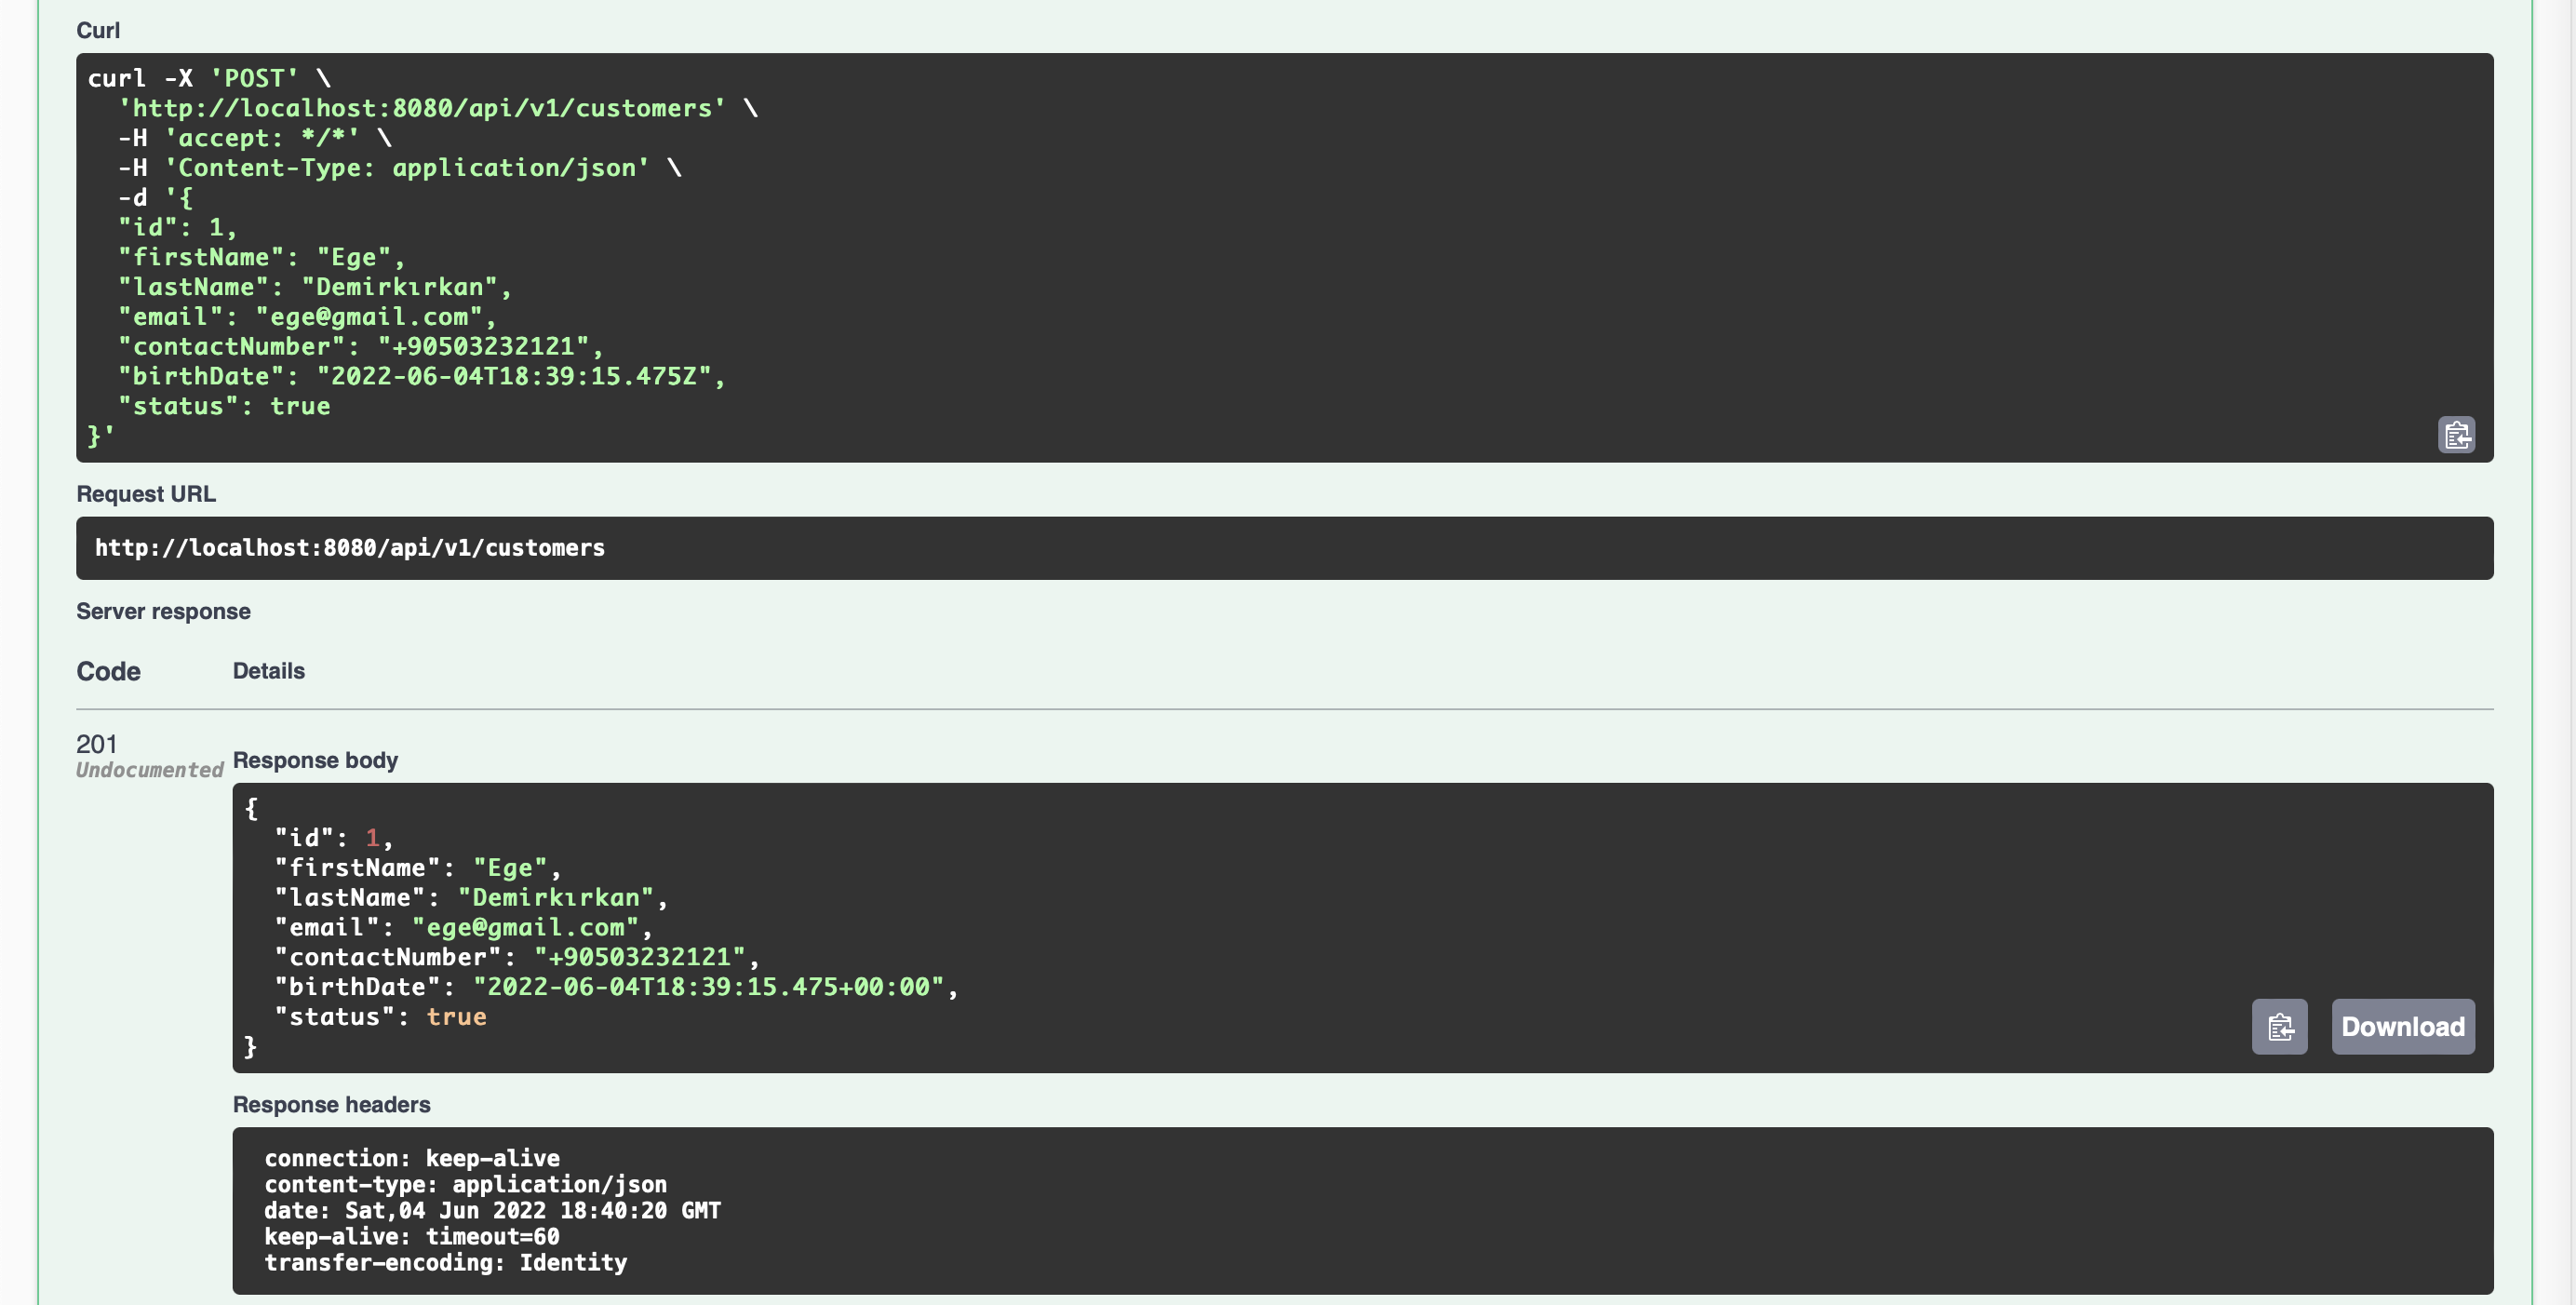 Curl
curl -X 'POST' \
  'http://localhost:8080/api/v1/customers' \
  -H 'accept: */*' \
  -H 'Content-Type: application/json' \
  -d '{
  "id": 1,
  "firstName": "Ege",
  "lastName": "Demirkırkan",
  "email": "ege@gmail.com",
  "contactNumber": "+90503232121",
  "birthDate": "2022-06-04T18:39:15.475Z",
  "status": true
}'
Request URL
http://localhost:8080/api/v1/customers
Server response
Code Details
201
Undocumented
Response body
{
  "id": 1,
  "firstName": "Ege",
  "lastName": "Demirkırkan",
  "email": "ege@gmail.com",
  "contactNumber": "+90503232121",
  "birthDate": "2022-06-04T18:39:15.475+00:00",
  "status": true
}
Download
Response headers
connection: keep-alive
content-type: application/json
date: Sat,04 Jun 2022 18:40:20 GMT
keep-alive: timeout=60
transfer-encoding: Identity